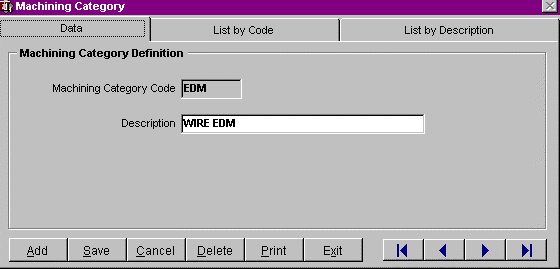 Machining Category
Data List by Code List by Description
Machining Category Definition
Machining Category Code EDM
Description WIRE EDM
Add Save Cancel Delete Print Exit